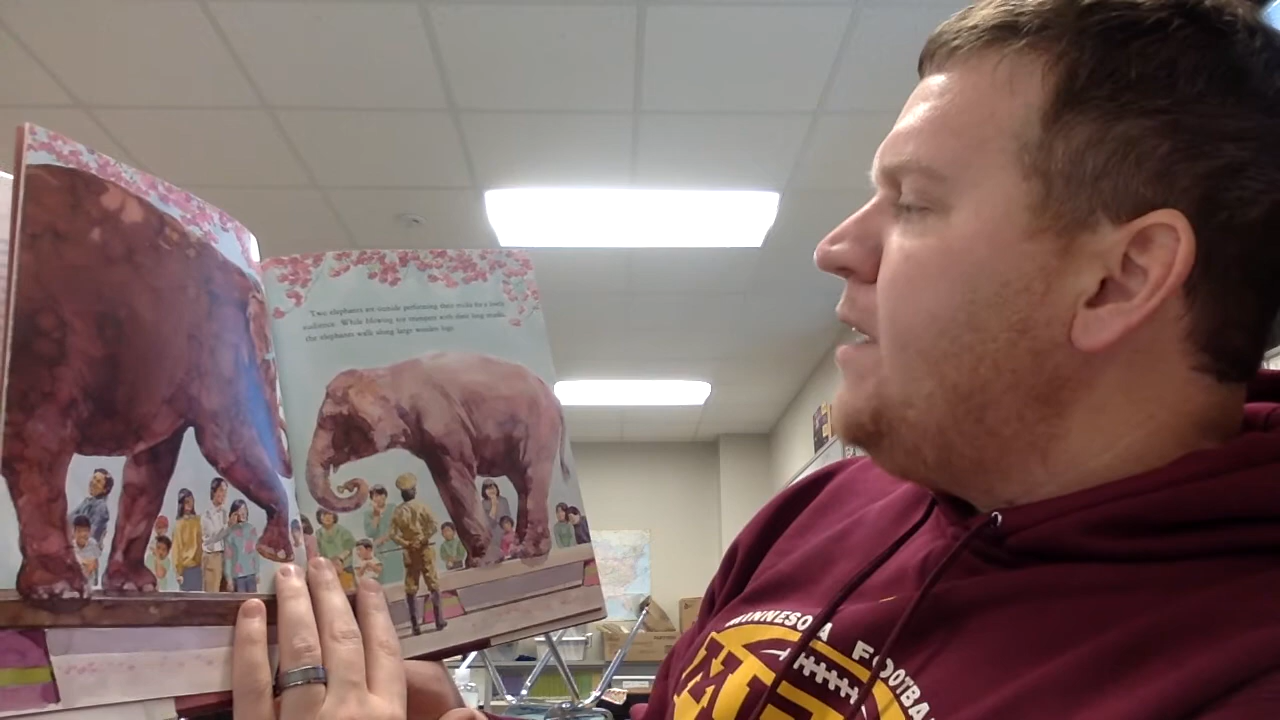 Two elephants are outside performing their tricks for a lively
audience. While blowing toy trumpets with their long trunks,
the elephants walk along large wooden logs.
MINNESOTA FOOTBA
M